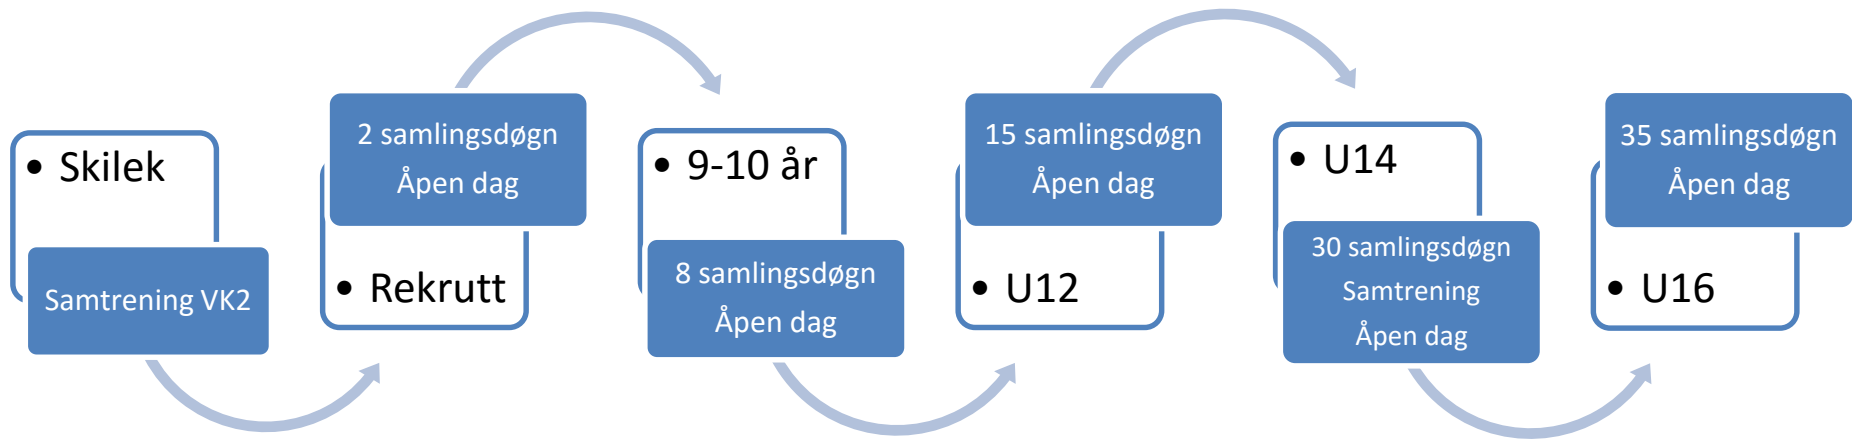 • Skilek
Samtrening VK2
2 samlingsdøgn
Åpen dag
• Rekrutt
• 9-10 år
8 samlingsdøgn
Åpen dag
15 samlingsdøgn
Åpen dag
• U12
• U14
30 samlingsdøgn
Samtrening
Åpen dag
35 samlingsdøgn
Åpen dag
• U16